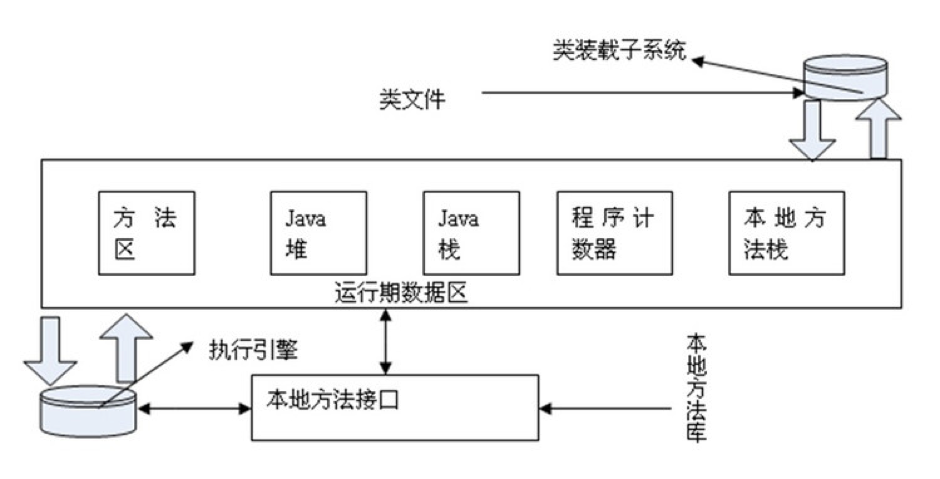 类装载子系统
类文件
方法
区
Java
堆
Java
栈
程序计
数器
本地方
法栈
运行期数据区
执行引擎
本地方法接口
本地方法库